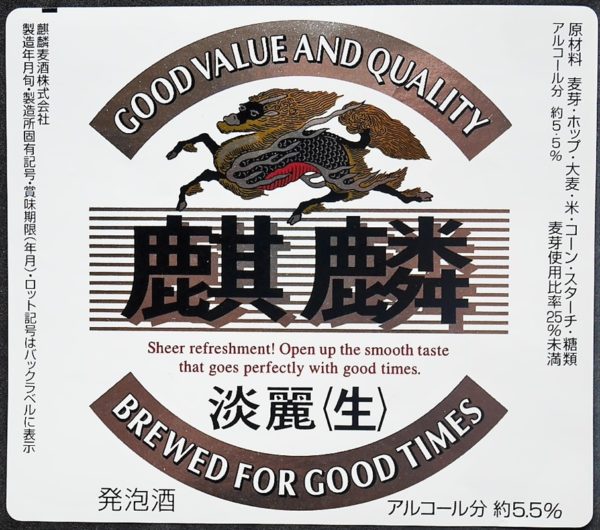 原材料 麦芽・ホップ・大麦・米・コーン・スターチ・糖類
麦芽使用比率25%未満
アルコール分 約5.5%
GOOD VALUE AND QUALITY
麒麟
Sheer refreshment! Open up the smooth taste
that goes perfectly with good times.
淡麗〈生〉
BREWED FOR GOOD TIMES
麒麟麦酒株式会社
製造年月旬・製造所固有記号・賞味期限(年月)・ロット記号はバックラベルに表示
発泡酒
アルコール分 約5.5%